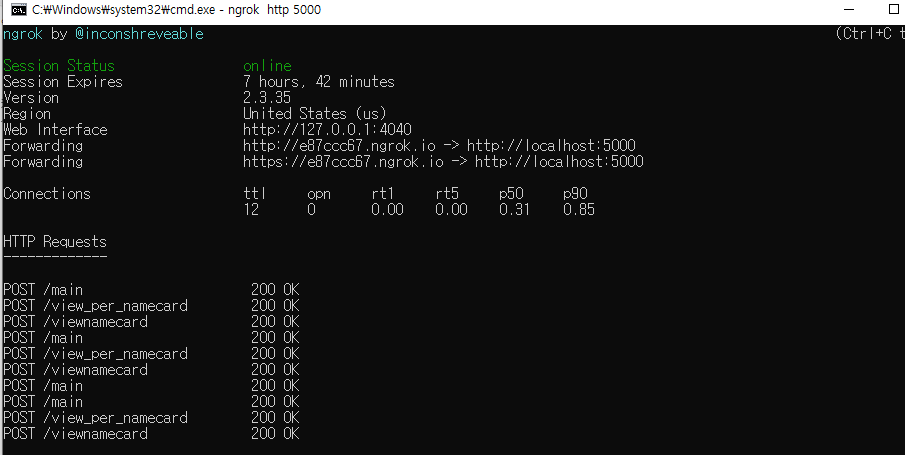 C:₩Windows₩system32₩cmd.exe - ngrok  http 5000
ngrok by @inconshreveable (Ctrl+C t
Session Status online
Session Expires 7 hours, 42 minutes
Version 2.3.35
Region United States (us)
Web Interface http://127.0.0.1:4040
Forwarding http://e87ccc67.ngrok.io -> http://localhost:5000
Forwarding https://e87ccc67.ngrok.io -> http://localhost:5000
Connections ttl opn rt1 rt5 p50 p90
12 0 0.00 0.00 0.31 0.85
HTTP Requests
-------------
POST /main 200 OK
POST /view_per_namecard 200 OK
POST /viewnamecard 200 OK
POST /main 200 OK
POST /view_per_namecard 200 OK
POST /viewnamecard 200 OK
POST /main 200 OK
POST /main 200 OK
POST /view_per_namecard 200 OK
POST /viewnamecard 200 OK